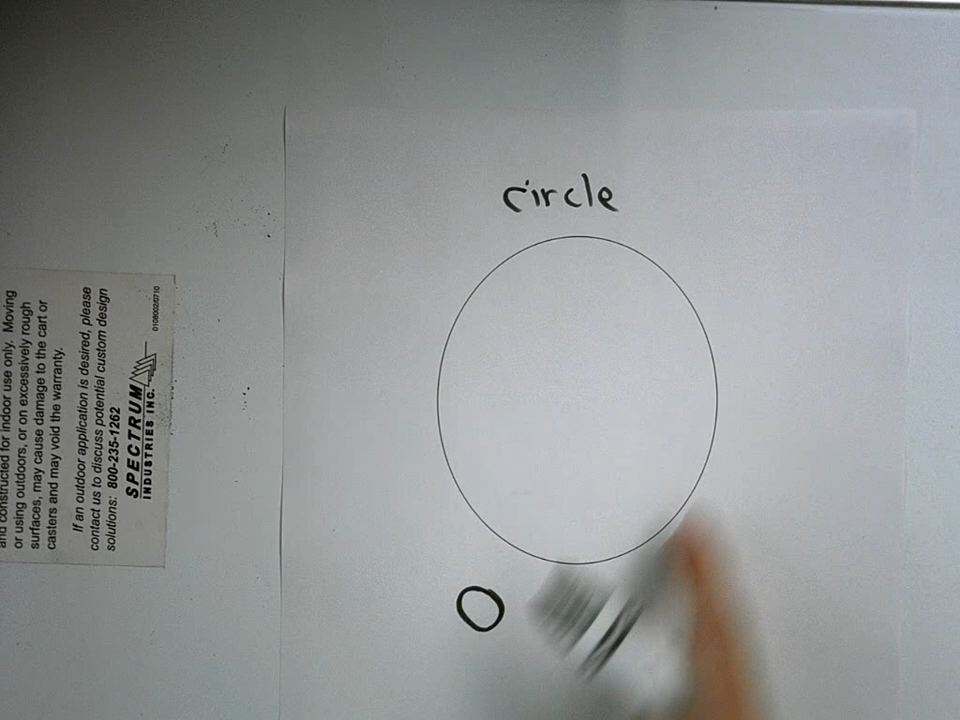 circle
O
and constructed for indoor use only. Moving
or using outdoors, or on excessively rough
surfaces, may cause damage to the cart or
casters and may void the warranty.
If an outdoor application is desired, please
contact us to discuss potential custom design
solutions: 800-235-1262
SPECTRUM
INDUSTRIES INC.